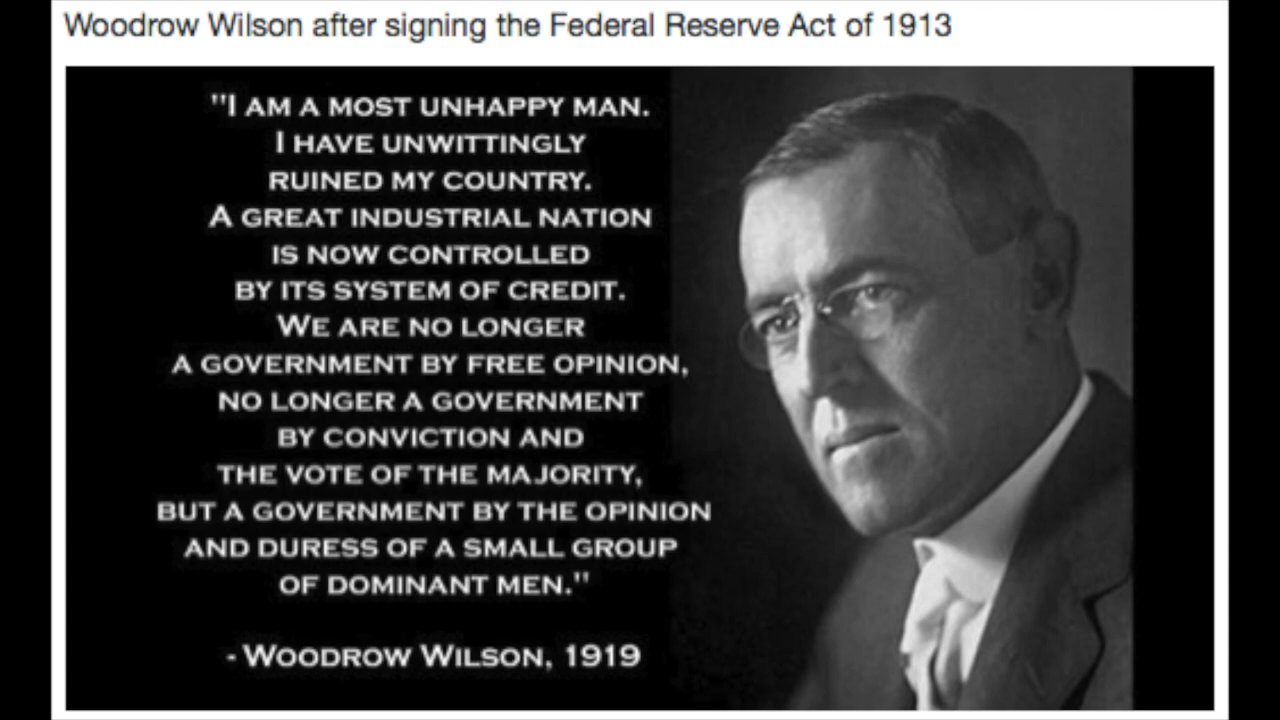 Woodrow Wilson after signing the Federal Reserve Act of 1913
"I AM A MOST UNHAPPY MAN.
I HAVE UNWITTINGLY
RUINED MY COUNTRY.
A GREAT INDUSTRIAL NATION
IS NOW CONTROLLED
BY ITS SYSTEM OF CREDIT.
WE ARE NO LONGER
A GOVERNMENT BY FREE OPINION,
NO LONGER A GOVERNMENT
BY CONVICTION AND
THE VOTE OF THE MAJORITY,
BUT A GOVERNMENT BY THE OPINION
AND DURESS OF A SMALL GROUP
OF DOMINANT MEN."
- WOODROW WILSON, 1919